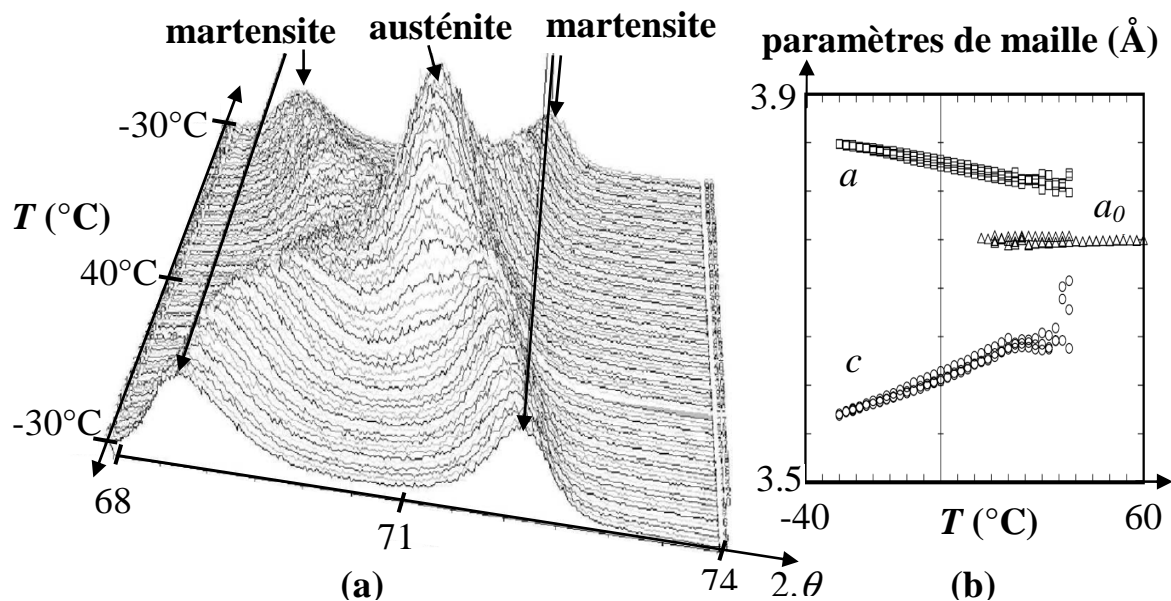 martensite austénite martensite
-30°C
T (°C)
40°C
-30°C
68
71
74
2.θ
(a)
paramètres de maille (Å)
3.9
a
a0
c
3.5
-40
T (°C)
60
(b)